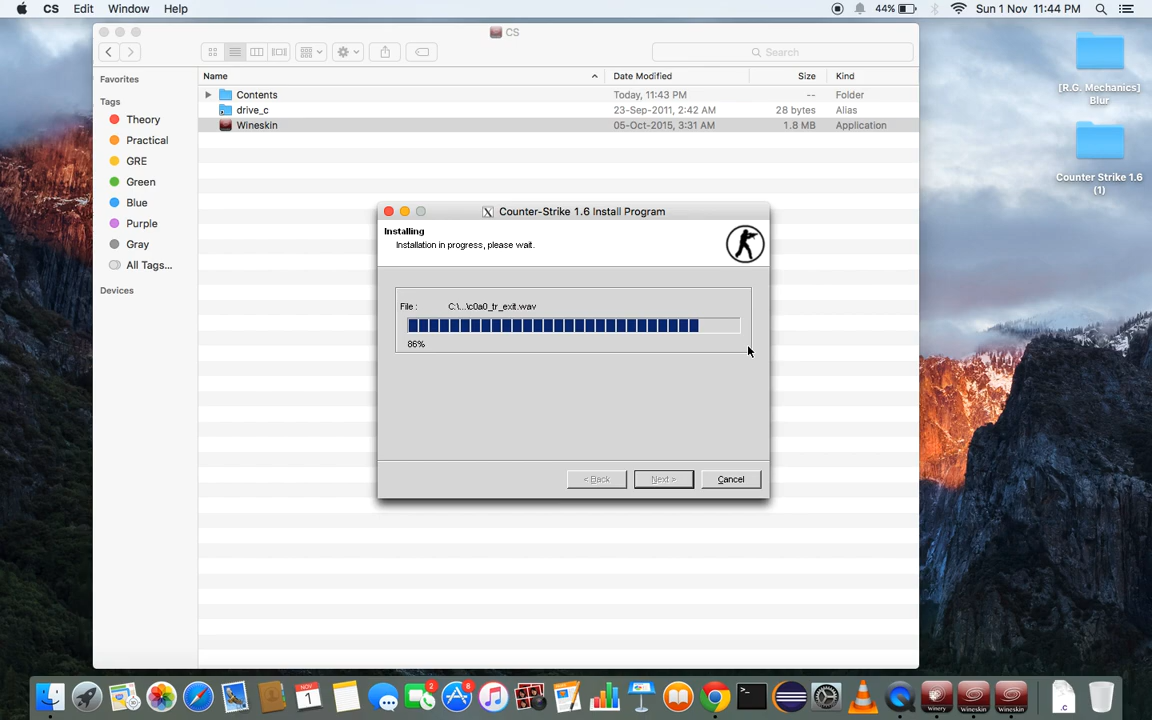 CS Edit Window Help 44% Sun 1 Nov 11:44 PM
CS
Search
Favorites
Tags
Theory
Practical
GRE
Green
Blue
Purple
Gray
All Tags...
Devices
Name Date Modified Size Kind
Contents Today, 11:43 PM -- Folder
drive_c 23-Sep-2011, 2:42 AM 28 bytes Alias
Wineskin 05-Oct-2015, 3:31 AM 1.8 MB Application
[R.G. Mechanics]
Blur
Counter Strike 1.6
(1)
X Counter-Strike 1.6 Install Program
Installing
Installation in progress, please wait.
File : C:\...\c0a0_tr_exit.wav
86%
< Back Next > Cancel
NOV
1
2
6
winery
wineskin
wineskin
.c